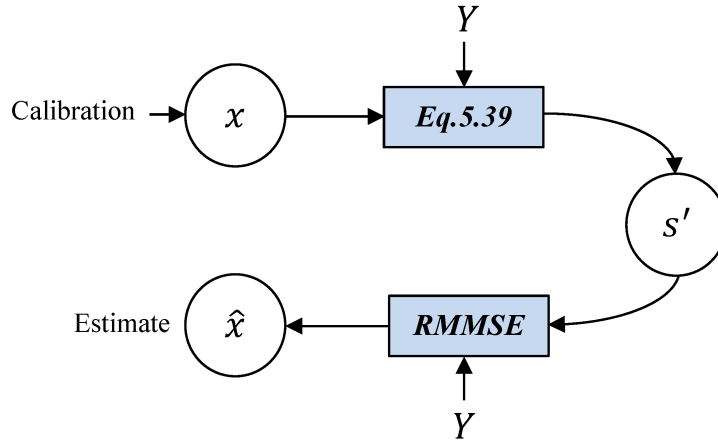 Y
Calibration
x
Eq.5.39
s′
Estimate
x̂
RMMSE
Y